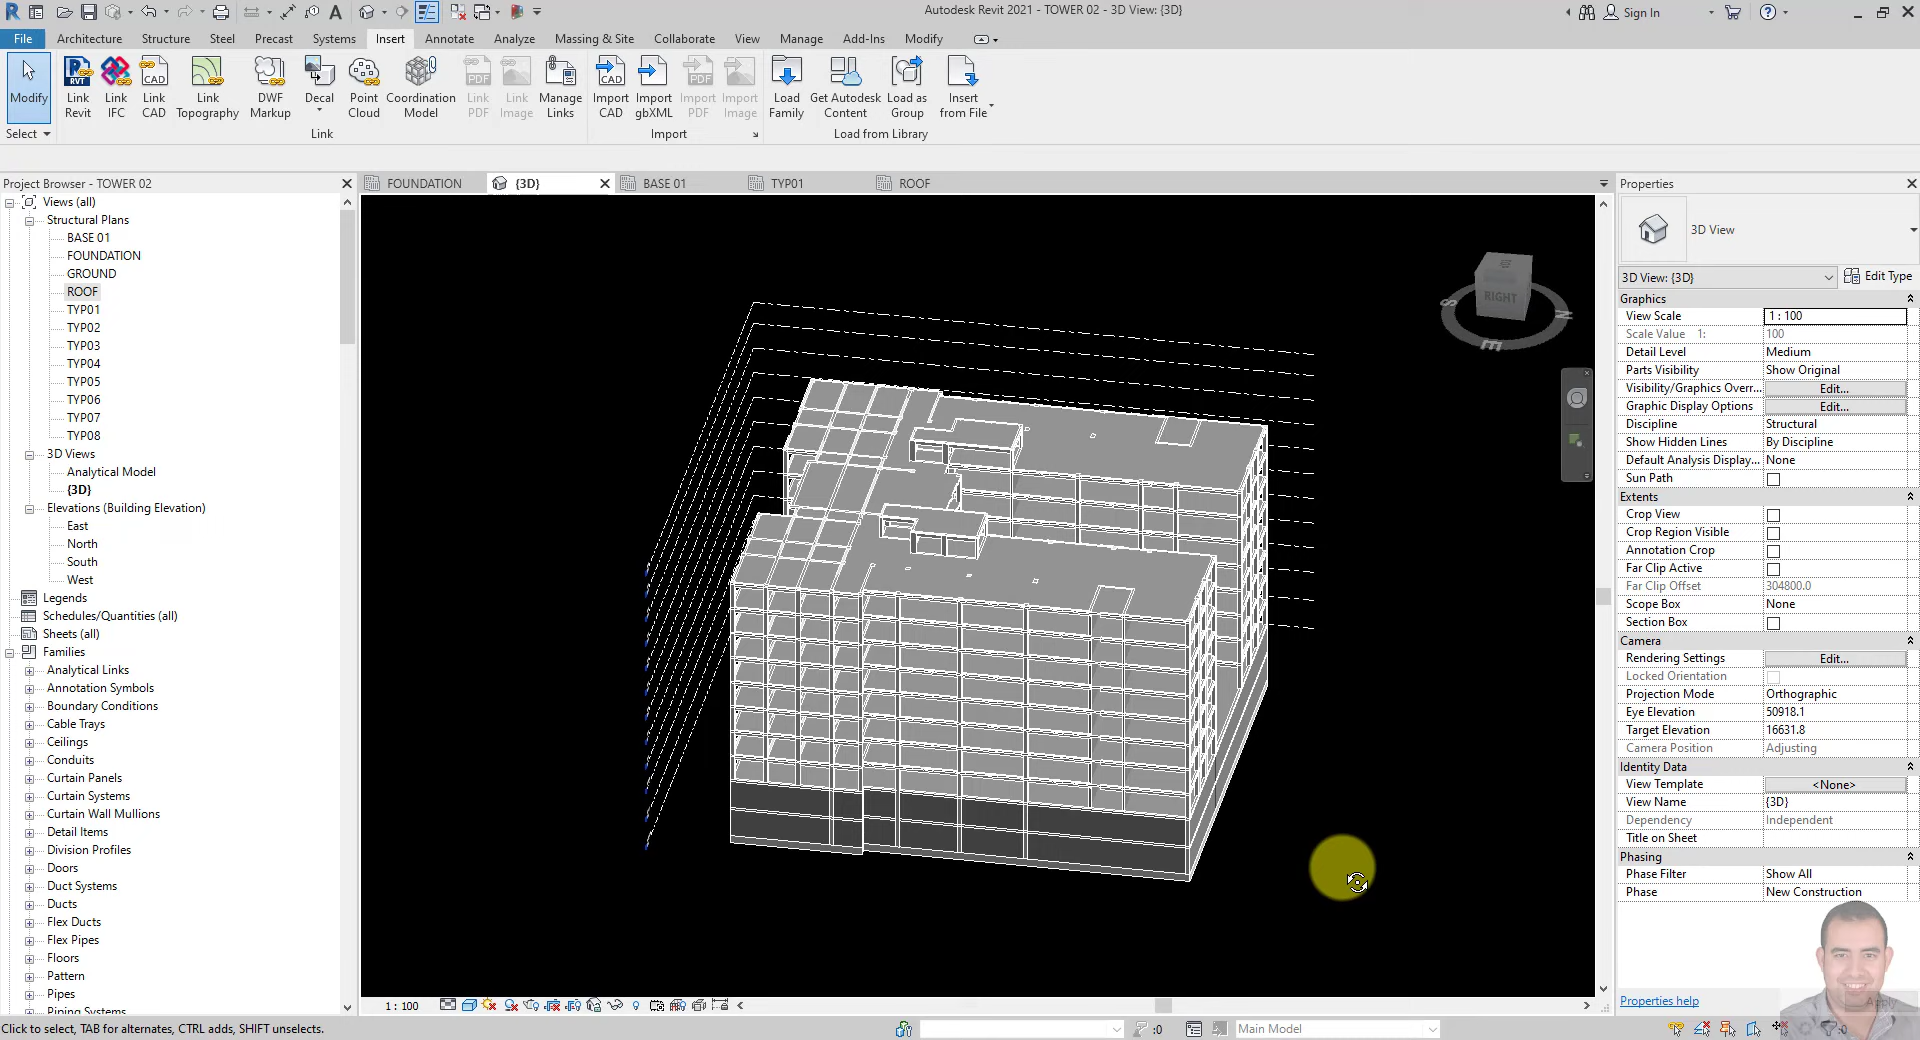 Autodesk Revit 2021 - TOWER 02 - 3D View: {3D}
Sign In
File Architecture Structure Steel Precast Systems Insert Annotate Analyze Massing & Site Collaborate View Manage Add-Ins Modify
Modify
Link Revit
Link IFC
Link CAD
Link Topography
DWF Markup
Decal
Point Cloud
Coordination Model
Link PDF
Link Image
Manage Links
Import CAD
Import gbXML
Import PDF
Import Image
Load Family
Get Autodesk Content
Load as Group
Insert from File
Select
Link
Import
Load from Library
Project Browser - TOWER 02
FOUNDATION
{3D}
BASE 01
TYP01
ROOF
Views (all)
Structural Plans
BASE 01
FOUNDATION
GROUND
ROOF
TYP01
TYP02
TYP03
TYP04
TYP05
TYP06
TYP07
TYP08
3D Views
Analytical Model
{3D}
Elevations (Building Elevation)
East
North
South
West
Legends
Schedules/Quantities (all)
Sheets (all)
Families
Analytical Links
Annotation Symbols
Boundary Conditions
Cable Trays
Ceilings
Conduits
Curtain Panels
Curtain Systems
Curtain Wall Mullions
Detail Items
Division Profiles
Doors
Duct Systems
Ducts
Flex Ducts
Flex Pipes
Floors
Pattern
Pipes
Piping Systems
RIGHT
S
E
N
Properties
3D View
3D View: {3D}
Edit Type
Graphics
View Scale 1 : 100
Scale Value 1: 100
Detail Level Medium
Parts Visibility Show Original
Visibility/Graphics Overr... Edit...
Graphic Display Options Edit...
Discipline Structural
Show Hidden Lines By Discipline
Default Analysis Display... None
Sun Path
Extents
Crop View
Crop Region Visible
Annotation Crop
Far Clip Active
Far Clip Offset 304800.0
Scope Box None
Section Box
Camera
Rendering Settings Edit...
Locked Orientation
Projection Mode Orthographic
Eye Elevation 50918.1
Target Elevation 16631.8
Camera Position Adjusting
Identity Data
View Template <None>
View Name {3D}
Dependency Independent
Title on Sheet
Phasing
Phase Filter Show All
Phase New Construction
Properties help
Apply
1 : 100
Click to select, TAB for alternates, CTRL adds, SHIFT unselects.
:0
Main Model
:0